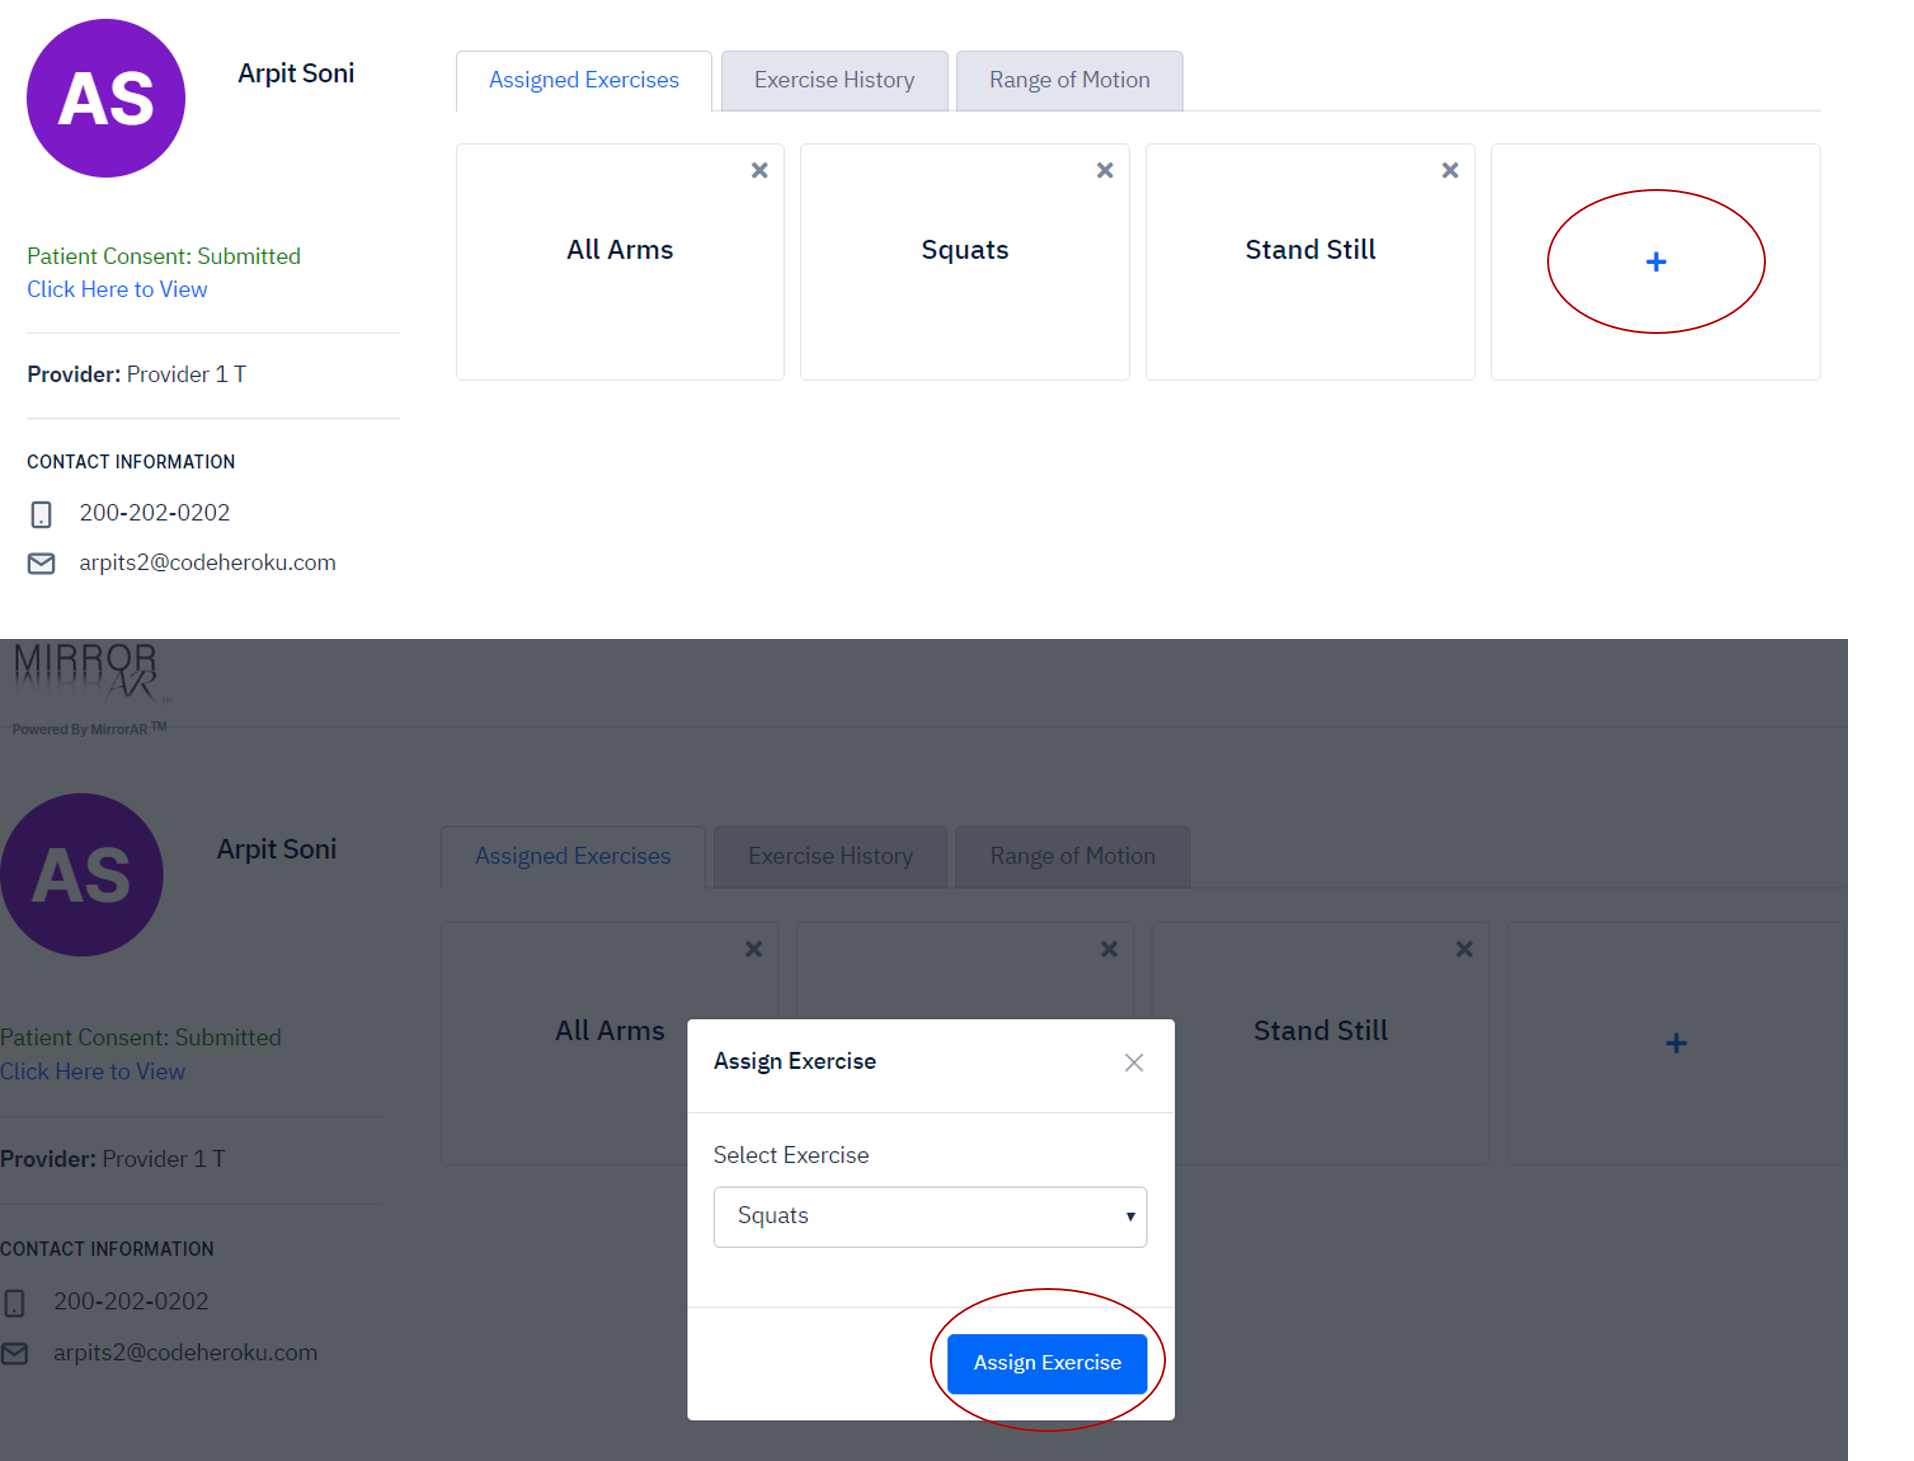 AS
Arpit Soni
Assigned Exercises
Exercise History
Range of Motion
All Arms
Squats
Stand Still
+
Patient Consent: Submitted
Click Here to View
Provider: Provider 1 T
CONTACT INFORMATION
200-202-0202
arpits2@codeheroku.com
MIRROR
AR TM
Powered By MirrorAR TM
AS
Arpit Soni
Assigned Exercises
Exercise History
Range of Motion
All Arms
Stand Still
+
Patient Consent: Submitted
Click Here to View
Provider: Provider 1 T
CONTACT INFORMATION
200-202-0202
arpits2@codeheroku.com
Assign Exercise
Select Exercise
Squats
Assign Exercise